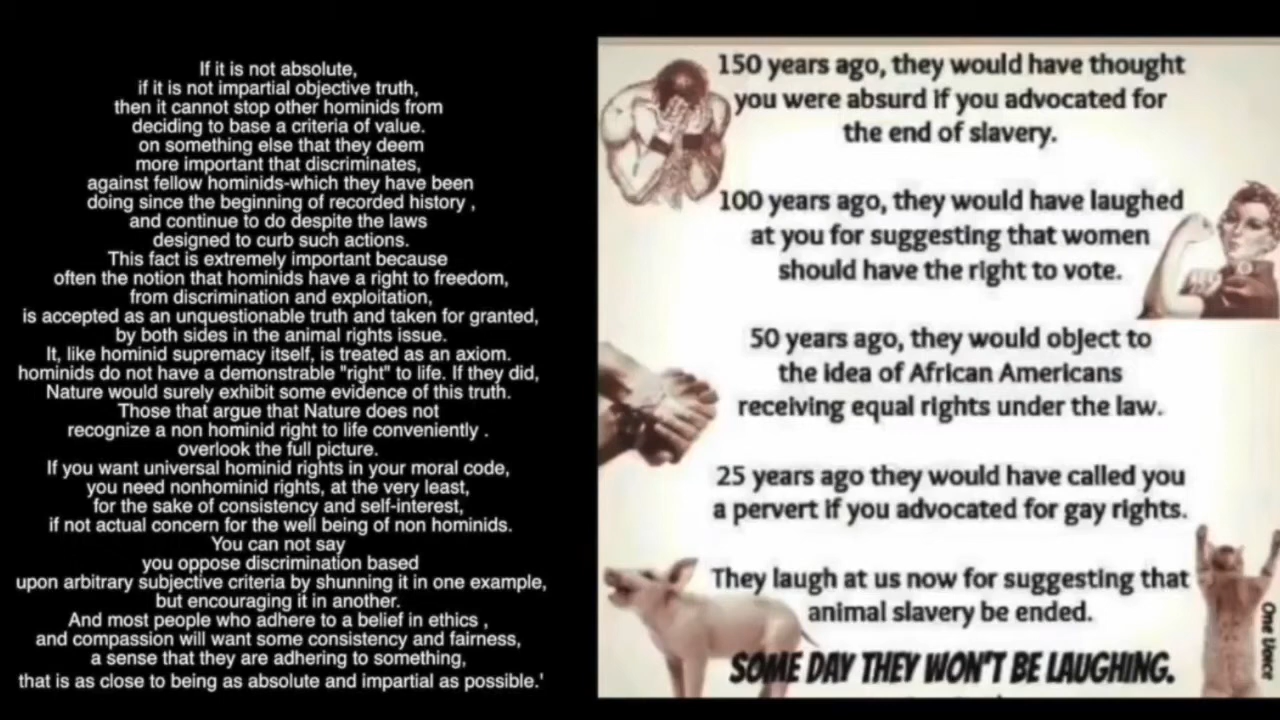 If it is not absolute,
if it is not impartial objective truth,
then it cannot stop other hominids from
deciding to base a criteria of value.
on something else that they deem
more important that discriminates,
against fellow hominids-which they have been
doing since the beginning of recorded history ,
and continue to do despite the laws
designed to curb such actions.
This fact is extremely important because
often the notion that hominids have a right to freedom,
from discrimination and exploitation,
is accepted as an unquestionable truth and taken for granted,
by both sides in the animal rights issue.
It, like hominid supremacy itself, is treated as an axiom.
hominids do not have a demonstrable "right" to life. If they did,
Nature would surely exhibit some evidence of this truth.
Those that argue that Nature does not
recognize a non hominid right to life conveniently .
overlook the full picture.
If you want universal hominid rights in your moral code,
you need nonhominid rights, at the very least,
for the sake of consistency and self-interest,
if not actual concern for the well being of non hominids.
You can not say
you oppose discrimination based
upon arbitrary subjective criteria by shunning it in one example,
but encouraging it in another.
And most people who adhere to a belief in ethics ,
and compassion will want some consistency and fairness,
a sense that they are adhering to something,
that is as close to being as absolute and impartial as possible.'
150 years ago, they would have thought
you were absurd if you advocated for
the end of slavery.
100 years ago, they would have laughed
at you for suggesting that women
should have the right to vote.
50 years ago, they would object to
the idea of African Americans
receiving equal rights under the law.
25 years ago they would have called you
a pervert if you advocated for gay rights.
They laugh at us now for suggesting that
animal slavery be ended.
SOME DAY THEY WON'T BE LAUGHING.
One Voice